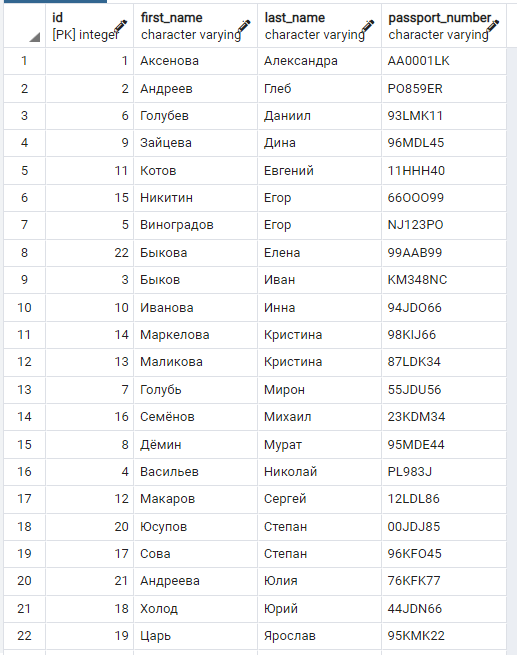 id first_name last_name passport_number
[PK] integer character varying character varying character varying
1 1 Аксенова Александра AA0001LK
2 2 Андреев Глеб PO859ER
3 6 Голубев Даниил 93LMK11
4 9 Зайцева Дина 96MDL45
5 11 Котов Евгений 11HHH40
6 15 Никитин Егор 66OOO99
7 5 Виноградов Егор NJ123PO
8 22 Быкова Елена 99AAB99
9 3 Быков Иван KM348NC
10 10 Иванова Инна 94JDO66
11 14 Маркелова Кристина 98KIJ66
12 13 Маликова Кристина 87LDK34
13 7 Голубь Мирон 55JDU56
14 16 Семёнов Михаил 23KDM34
15 8 Дёмин Мурат 95MDE44
16 4 Васильев Николай PL983J
17 12 Макаров Сергей 12LDL86
18 20 Юсупов Степан 00JDJ85
19 17 Сова Степан 96KFO45
20 21 Андреева Юлия 76KFK77
21 18 Холод Юрий 44JDN66
22 19 Царь Ярослав 95KMK22